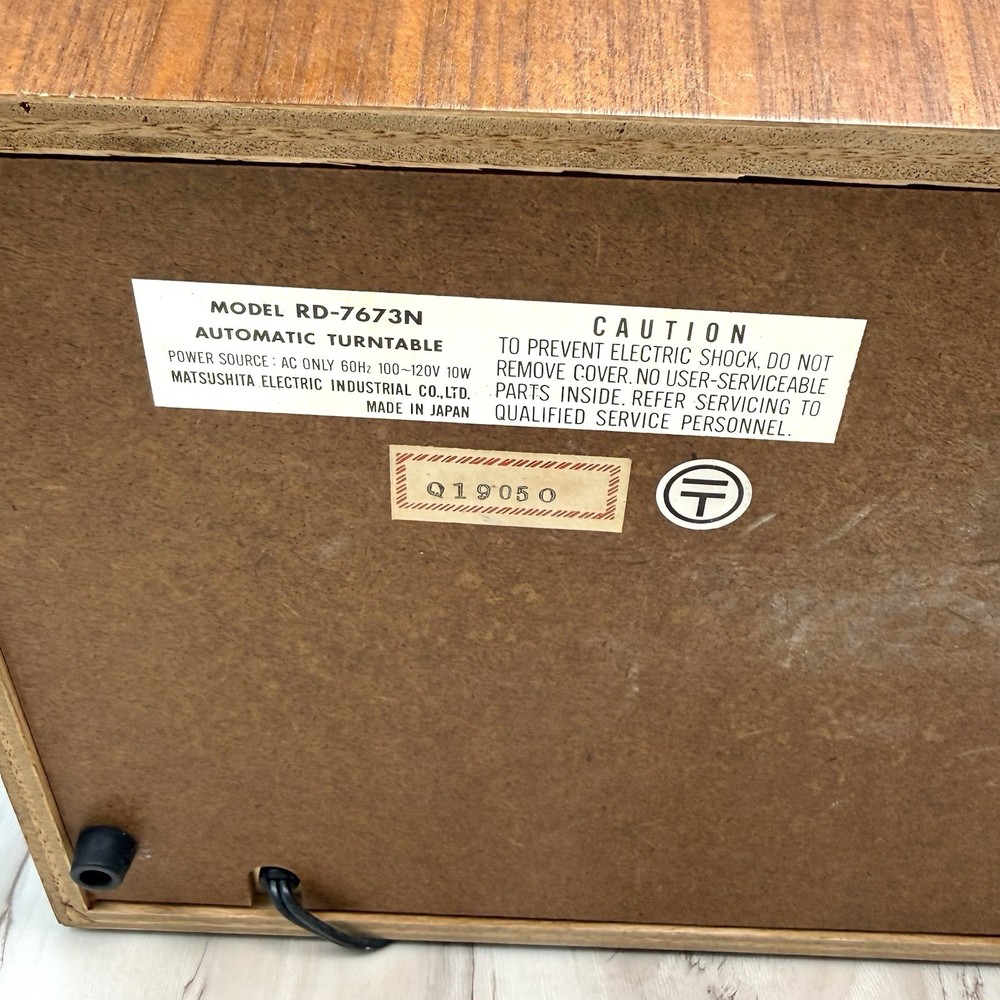 MODEL RD-7673N
AUTOMATIC TURNTABLE
POWER SOURCE: AC ONLY 60Hz 100~120V 10W
MATSUSHITA ELECTRIC INDUSTRIAL CO.,LTD.
MADE IN JAPAN
CAUTION
TO PREVENT ELECTRIC SHOCK, DO NOT
REMOVE COVER. NO USER-SERVICEABLE
PARTS INSIDE. REFER SERVICING TO
QUALIFIED SERVICE PERSONNEL.
Q19050
〒